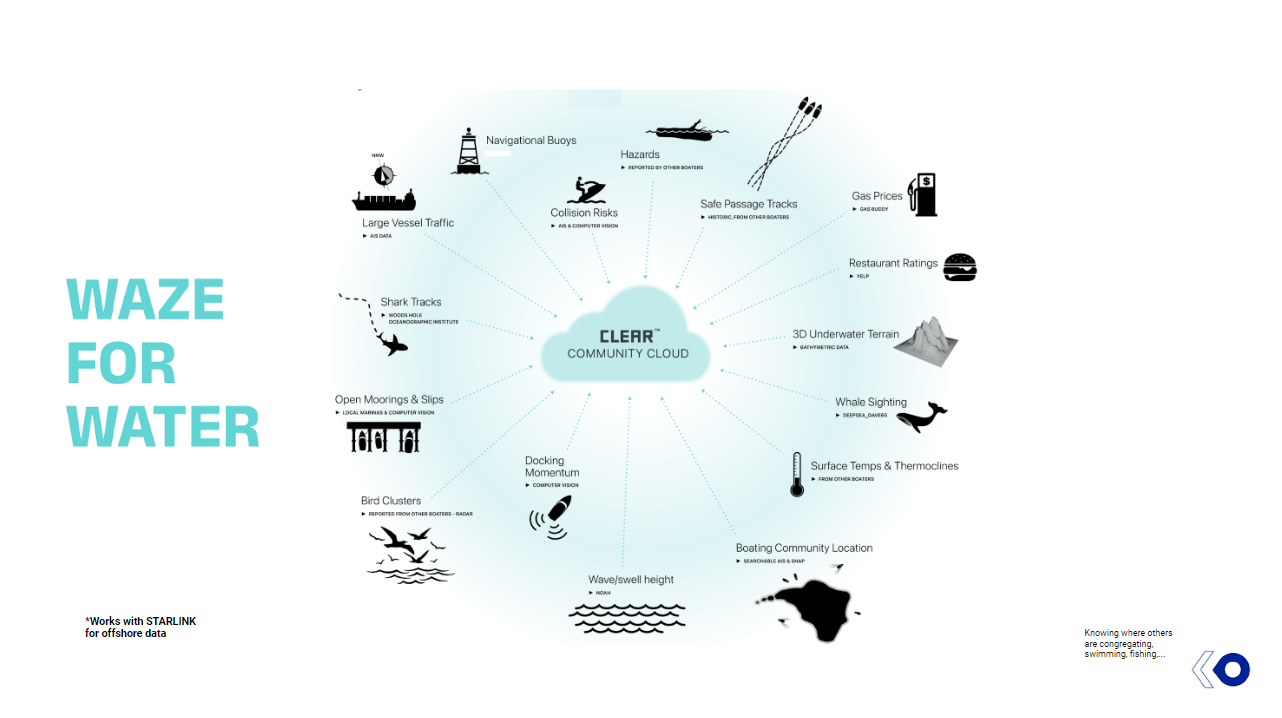 WAZE
FOR
WATER
*Works with STARLINK
for offshore data
Navigational Buoys
Hazards
► REPORTED BY OTHER BOATERS
NNW
Large Vessel Traffic
► AIS DATA
Collision Risks
► AIS & COMPUTER VISION
Safe Passage Tracks
► HISTORIC, FROM OTHER BOATERS
$
Gas Prices
► GAS BUDDY
Restaurant Ratings
► YELP
Shark Tracks
► WOODS HOLE
OCEANOGRAPHIC INSTITUTE
CLEAR™
COMMUNITY CLOUD
3D Underwater Terrain
► BATHYMETRIC DATA
Open Moorings & Slips
► LOCAL MARINAS & COMPUTER VISION
Whale Sighting
► DEEPSEA_DAVE65
Docking
Momentum
► COMPUTER VISION
Surface Temps & Thermoclines
► FROM OTHER BOATERS
Bird Clusters
► REPORTED FROM OTHER BOATERS - RADAR
Boating Community Location
► SEARCHABLE AIS & SNAP
Wave/swell height
► NOAH
Knowing where others
are congregating,
swimming, fishing,...